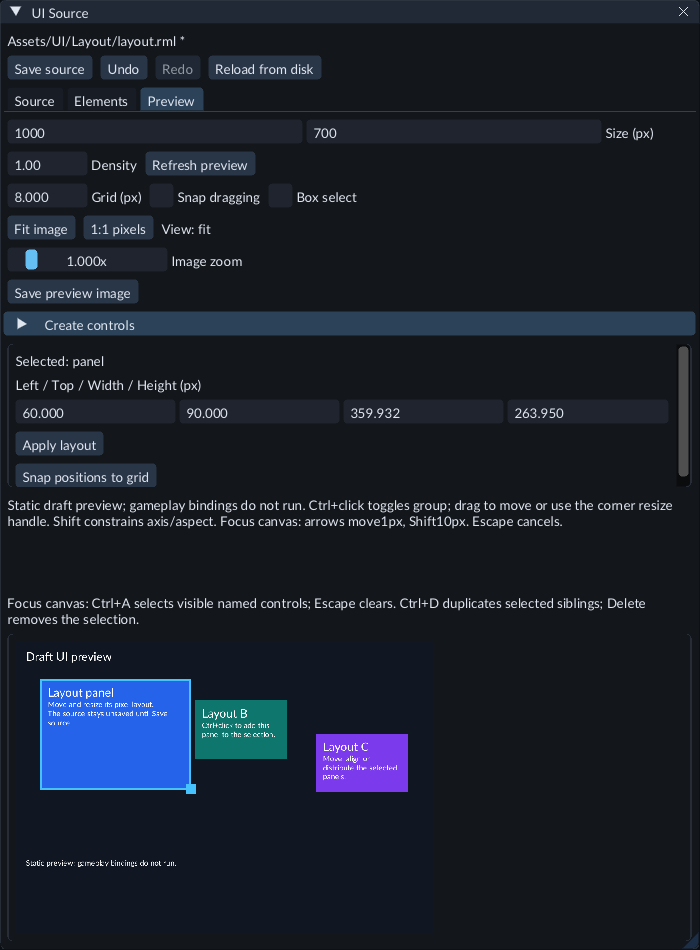 UI Source
Assets/UI/Layout/layout.rml *
Save source Undo Redo Reload from disk
Source Elements Preview
1000 700 Size (px)
1.00 Density Refresh preview
8.000 Grid (px) Snap dragging Box select
Fit image 1:1 pixels View: fit
1.000x Image zoom
Save preview image
Create controls
Selected: panel
Left / Top / Width / Height (px)
60.000 90.000 359.932 263.950
Apply layout
Snap positions to grid
Static draft preview; gameplay bindings do not run. Ctrl+click toggles group; drag to move or use the corner resize
handle. Shift constrains axis/aspect. Focus canvas: arrows move1px, Shift10px. Escape cancels.
Focus canvas: Ctrl+A selects visible named controls; Escape clears. Ctrl+D duplicates selected siblings; Delete
removes the selection.
Draft UI preview
Layout panel
Move and resize its pixel layout.
The source stays unsaved until Save
source.
Layout B
Ctrl+click to add this
panel to the selection.
Layout C
Move, align or
distribute the selected
panels.
Static preview: gameplay bindings do not run.